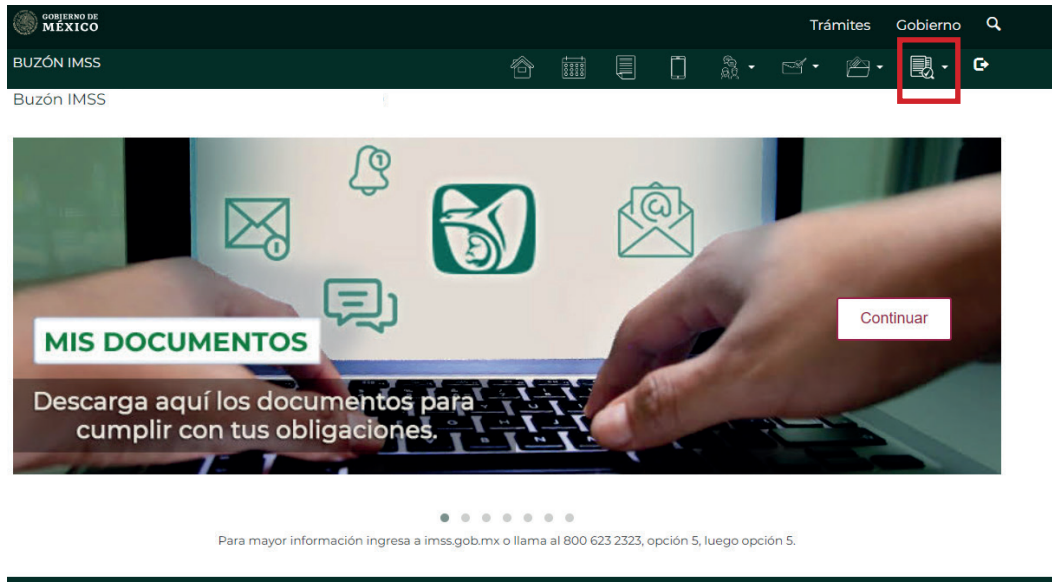 GOBIERNO DE
MÉXICO
Trámites Gobierno
BUZÓN IMSS
Buzón IMSS
1
@
MIS DOCUMENTOS
Continuar
Descarga aquí los documentos para
cumplir con tus obligaciones.
Para mayor información ingresa a imss.gob.mx o llama al 800 623 2323, opción 5, luego opción 5.